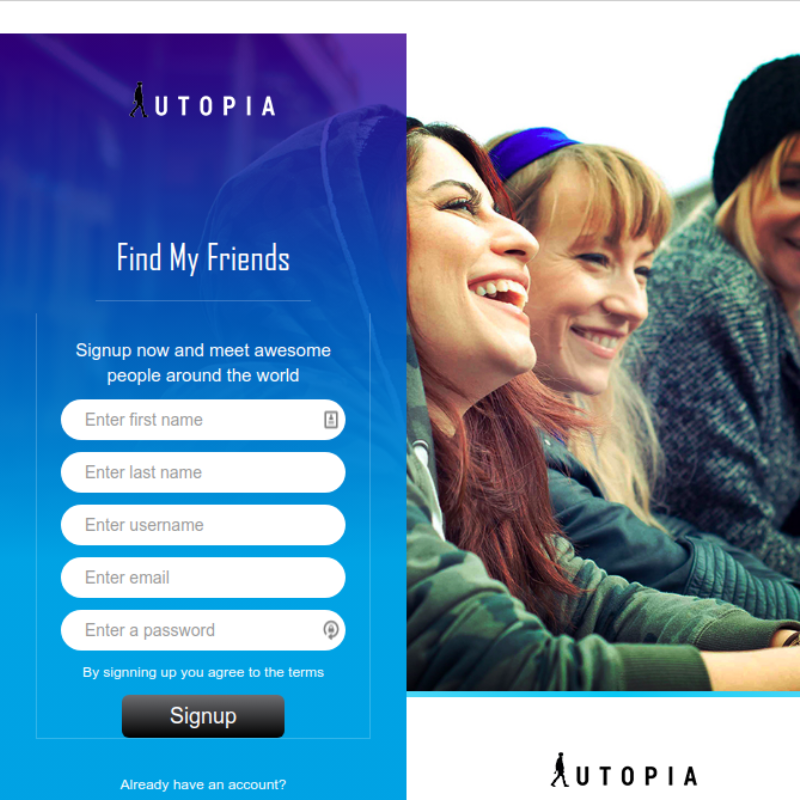 UTOPIA
Find My Friends
Signup now and meet awesome
people around the world
Enter first name
Enter last name
Enter username
Enter email
Enter a password
By signning up you agree to the terms
Signup
Already have an account?
UTOPIA